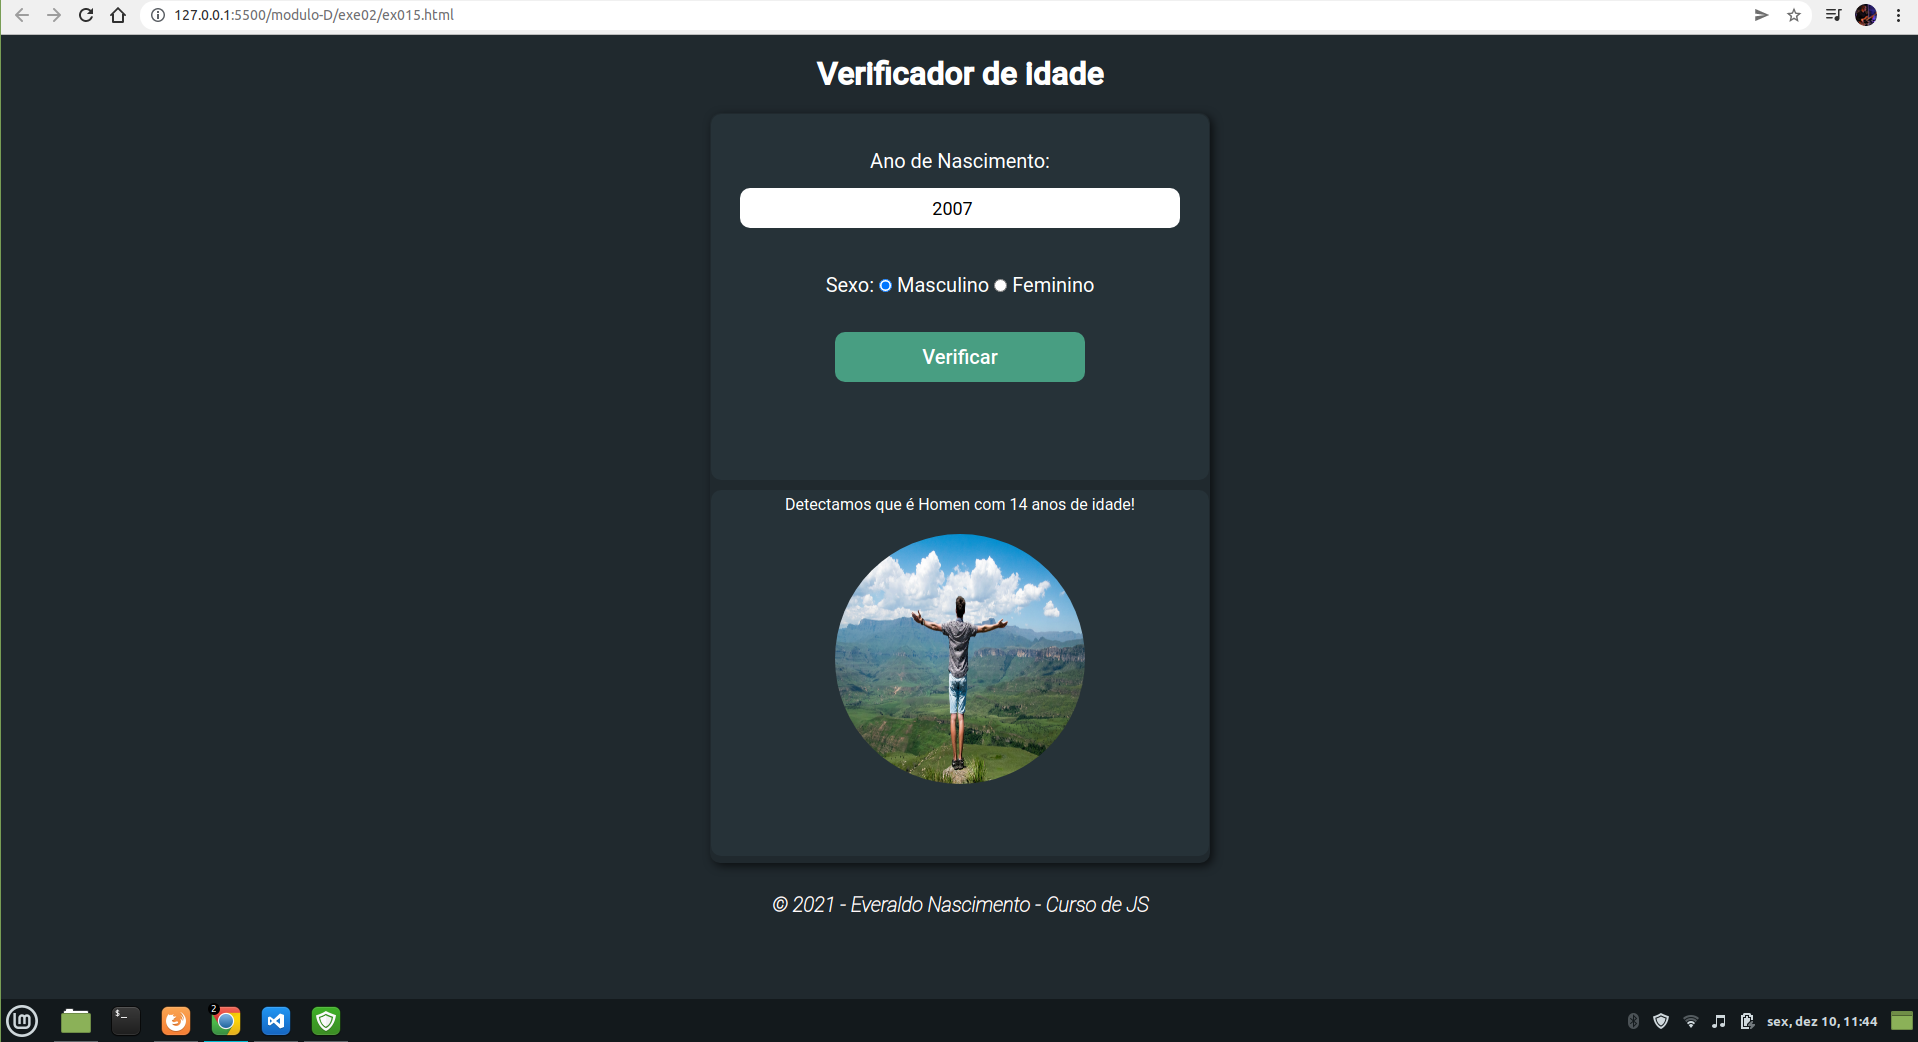 127.0.0.1:5500/modulo-D/exe02/ex015.html
Verificador de idade
Ano de Nascimento:
2007
Sexo: Masculino Feminino
Verificar
Detectamos que é Homen com 14 anos de idade!
© 2021 - Everaldo Nascimento - Curso de JS
$_
2
sex, dez 10, 11:44